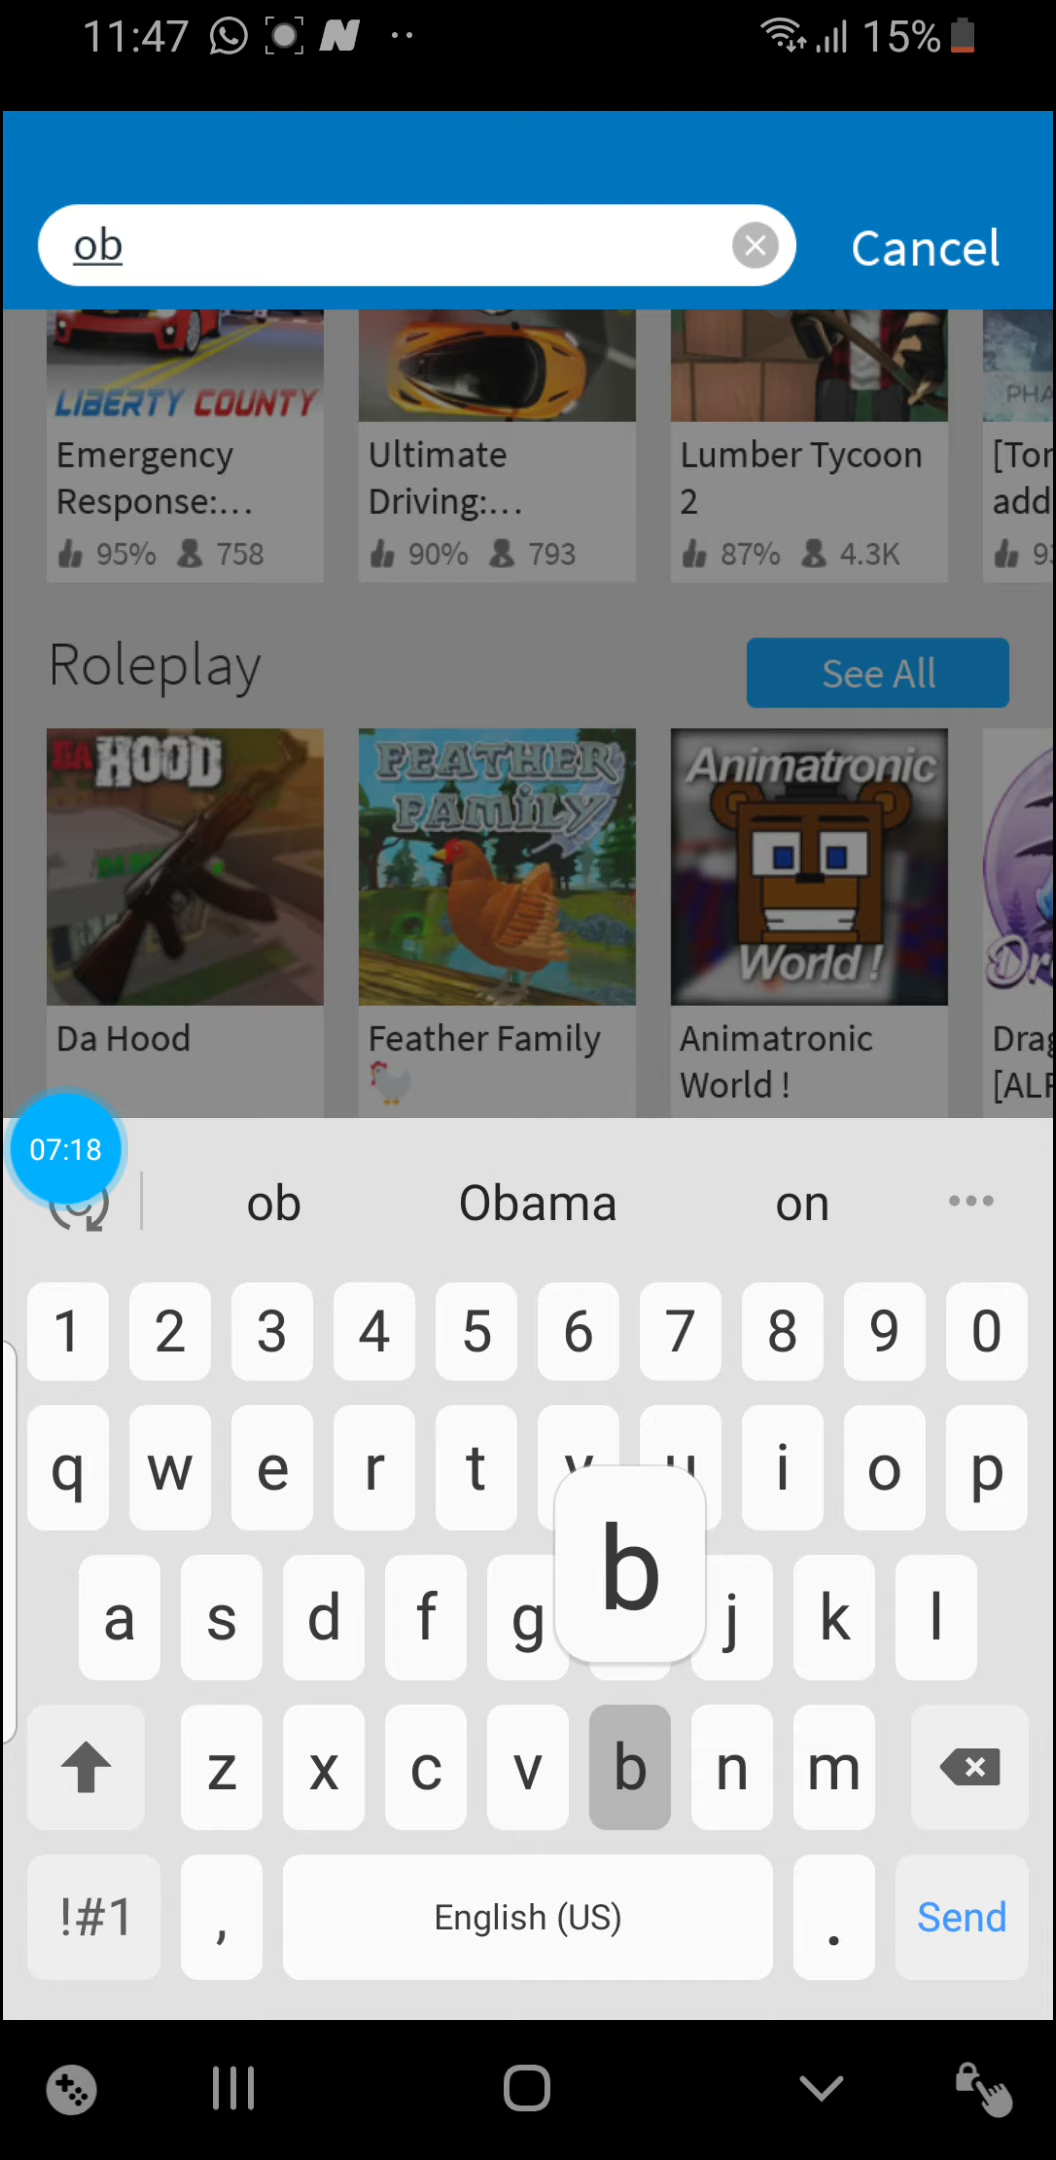 11:47
15%
ob
Cancel
LIBERTY COUNTY
PHA
Emergency
Response:...
95% 758
Ultimate
Driving:...
90% 793
Lumber Tycoon
2
87% 4.3K
[Tor
add
9
Roleplay
See All
DA HOOD
FEATHER
FAMILY
Animatronic
World !
Dr
Da Hood
Feather Family
Animatronic
World !
Drag
[ALP
07:18
ob Obama on
1 2 3 4 5 6 7 8 9 0
q w e r t y u i o p
b
a s d f g j k l
z x c v b n m
!#1 , English (US) . Send